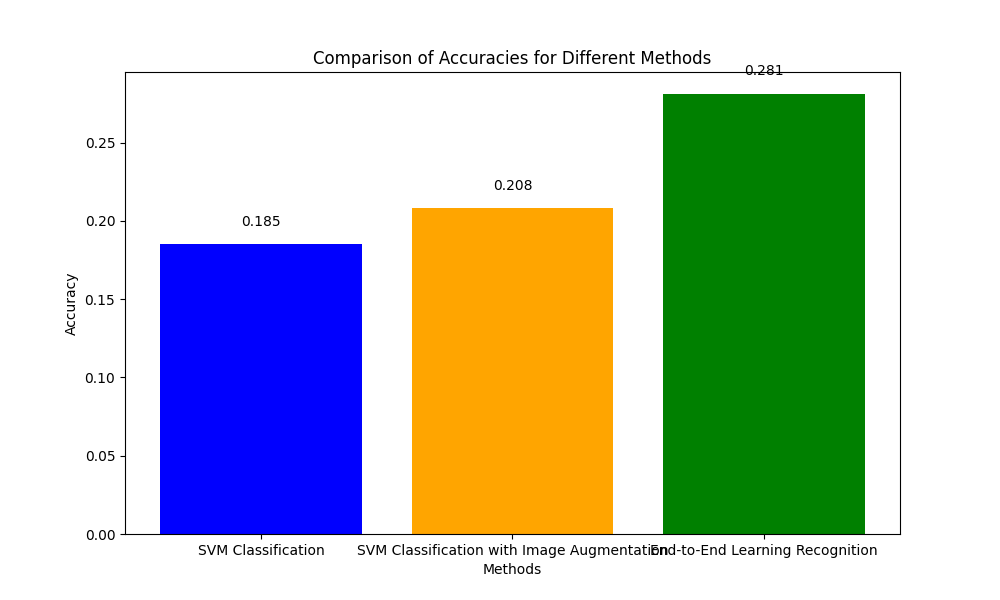 Comparison of Accuracies for Different Methods
0.281
0.208
0.185
0.25
0.20
0.15
0.10
0.05
0.00
Accuracy
SVM Classification
SVM Classification with Image Augmentation
End-to-End Learning Recognition
Methods